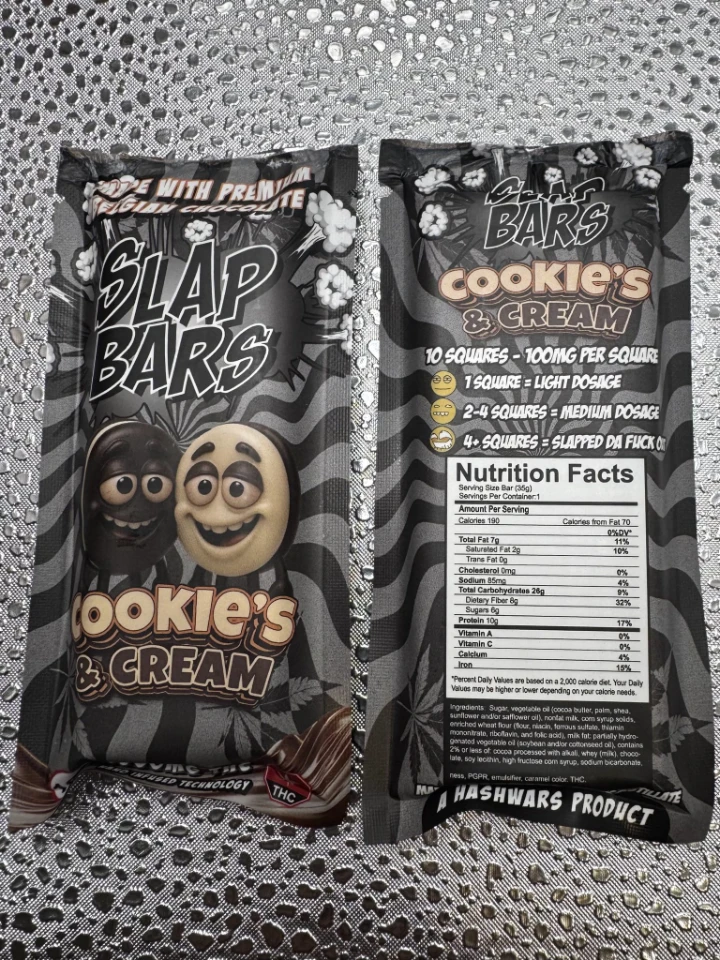 WITH PREMIUM
BELGIAN CHOCOLATE
SLAP
BARS
COOKIE'S
& CREAM
INFUSED TECHNOLOGY
THC
SLAP
BARS
COOKIE'S
& CREAM
10 SQUARES - 100MG PER SQUARE
1 SQUARE = LIGHT DOSAGE
2-4 SQUARES = MEDIUM DOSAGE
4+ SQUARES = SLAPPED DA FUCK
Nutrition Facts
Serving Size Bar (35g)
Servings Per Container:1
Amount Per Serving
Calories 190 Calories from Fat 70
0%DV*
Total Fat 7g 11%
Saturated Fat 2g 10%
Trans Fat 0g
Cholesterol 0mg 0%
Sodium 85mg 4%
Total Carbohydrates 26g 9%
Dietary Fiber 8g 32%
Sugars 6g
Protein 10g 17%
Vitamin A 0%
Vitamin C 0%
Calcium 4%
Iron 15%
*Percent Daily Values are based on a 2,000 calorie diet. Your Daily
Values may be higher or lower depending on your calorie needs.
Ingredients: Sugar, vegetable oil (cocoa butter, palm, shea,
sunflower and/or safflower oil), nonfat milk, corn syrup solids,
enriched wheat flour (flour, niacin, ferrous sulfate, thiamin
mononitrate, riboflavin, and folic acid), milk fat: partially hydro-
genated vegetable oil (soybean and/or cottonseed oil), contains
2% or less of: cocoa processed with alkali, whey (milk), choco-
late, soy lecithin, high fructose corn syrup, sodium bicarbonate,
ness, PGPR, emulsifier, caramel color, THC.
A HASHWARS PRODUCT